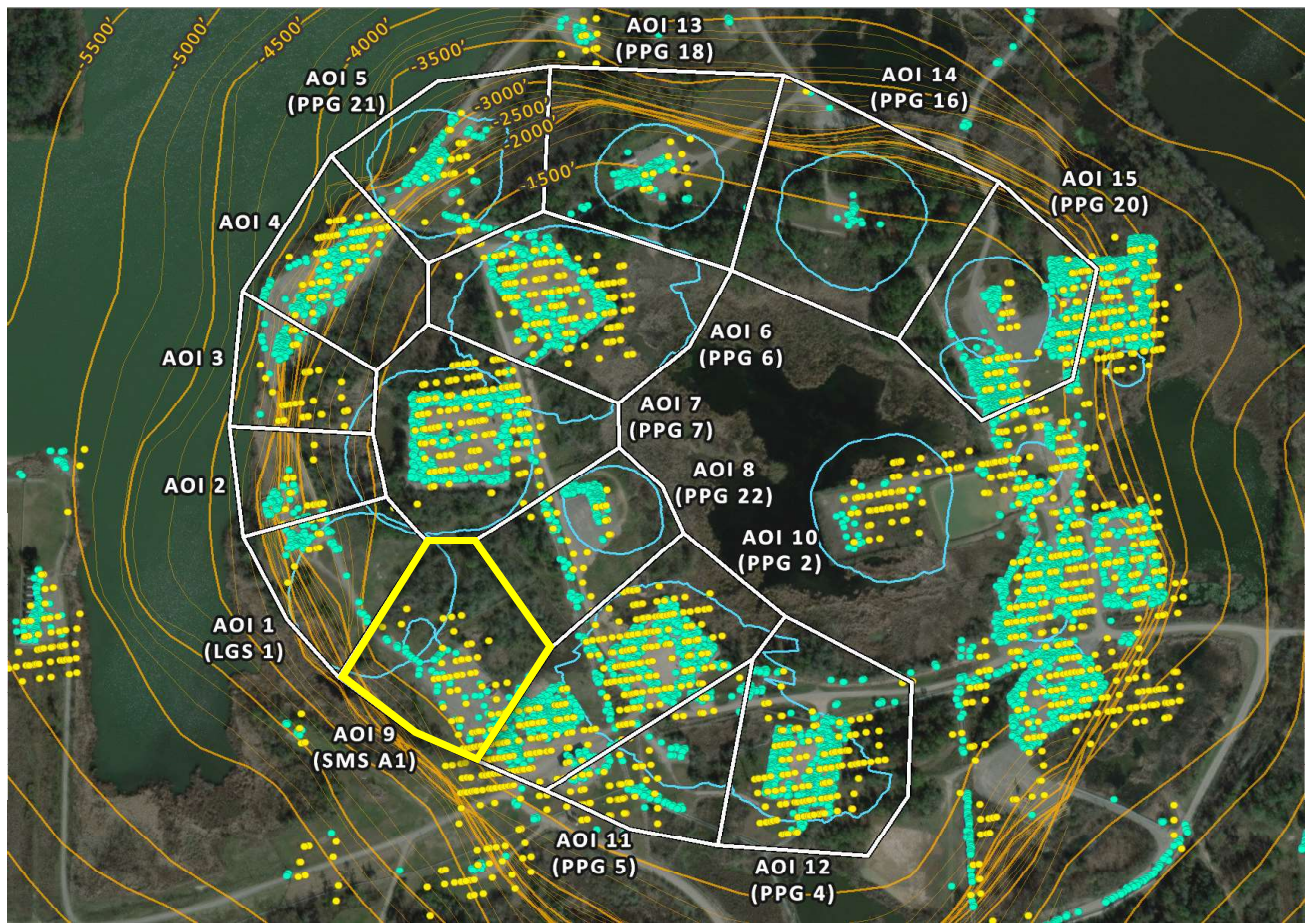 -5500'
-5000'
-4500'
-4000'
-3500'
-3000'
-2500'
-2000'
-1500'
AOI 13
(PPG 18)
AOI 14
(PPG 16)
AOI 5
(PPG 21)
AOI 15
(PPG 20)
AOI 4
AOI 3
AOI 6
(PPG 6)
AOI 7
(PPG 7)
AOI 2
AOI 8
(PPG 22)
AOI 10
(PPG 2)
AOI 1
(LGS 1)
AOI 9
(SMS A1)
AOI 11
(PPG 5)
AOI 12
(PPG 4)